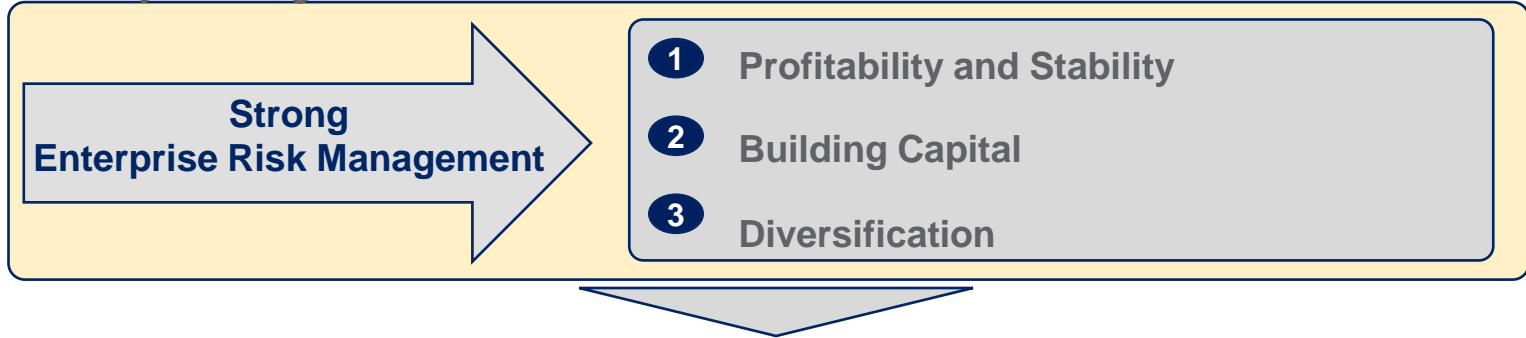 Strong
Enterprise Risk Management
1 Profitability and Stability
2 Building Capital
3 Diversification